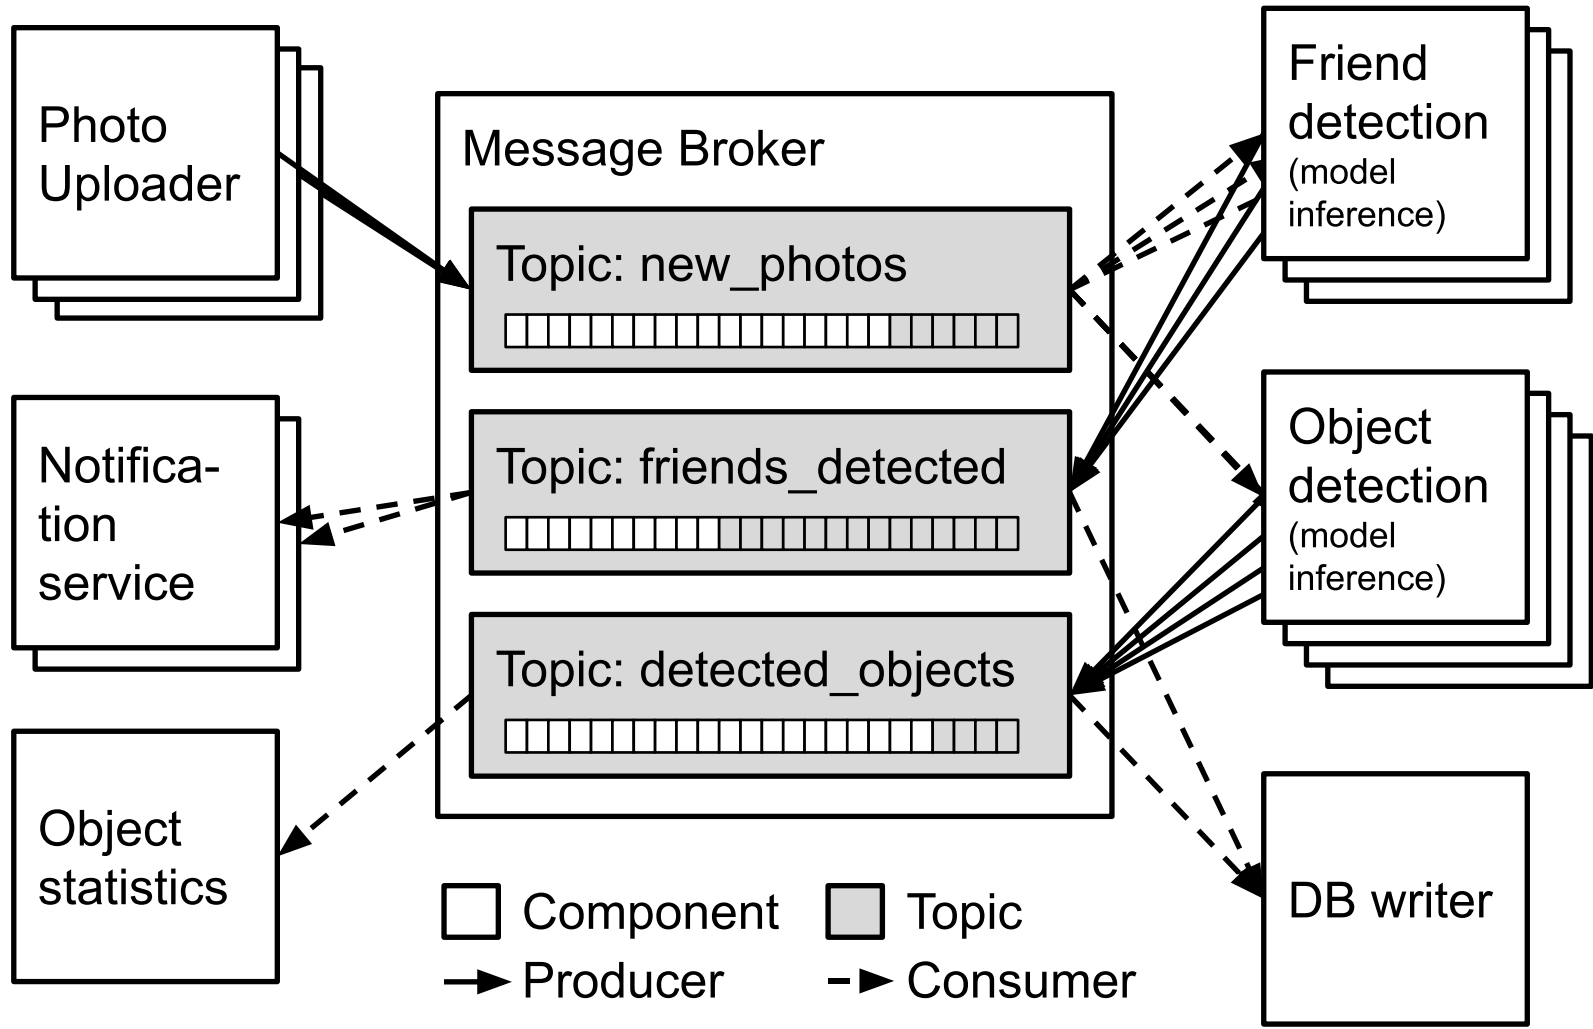 Photo
Uploader
Message Broker
Topic: new_photos
Topic: friends_detected
Topic: detected_objects
Friend
detection
(model
inference)
Notifica-
tion
service
Object
detection
(model
inference)
Object
statistics
DB writer
Component
Topic
Producer
Consumer